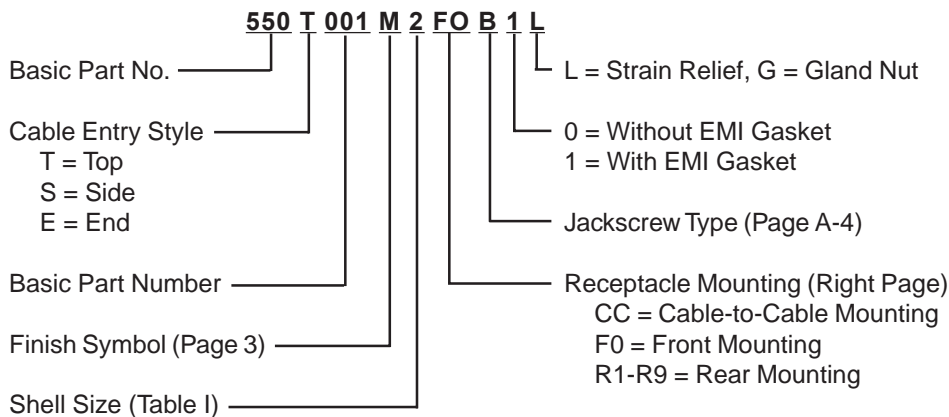 550 T 001 M 2 FO B 1 L
Basic Part No.
L = Strain Relief, G = Gland Nut
Cable Entry Style
T = Top
S = Side
E = End
0 = Without EMI Gasket
1 = With EMI Gasket
Jackscrew Type (Page A-4)
Basic Part Number
Receptacle Mounting (Right Page)
CC = Cable-to-Cable Mounting
F0 = Front Mounting
R1-R9 = Rear Mounting
Finish Symbol (Page 3)
Shell Size (Table I)